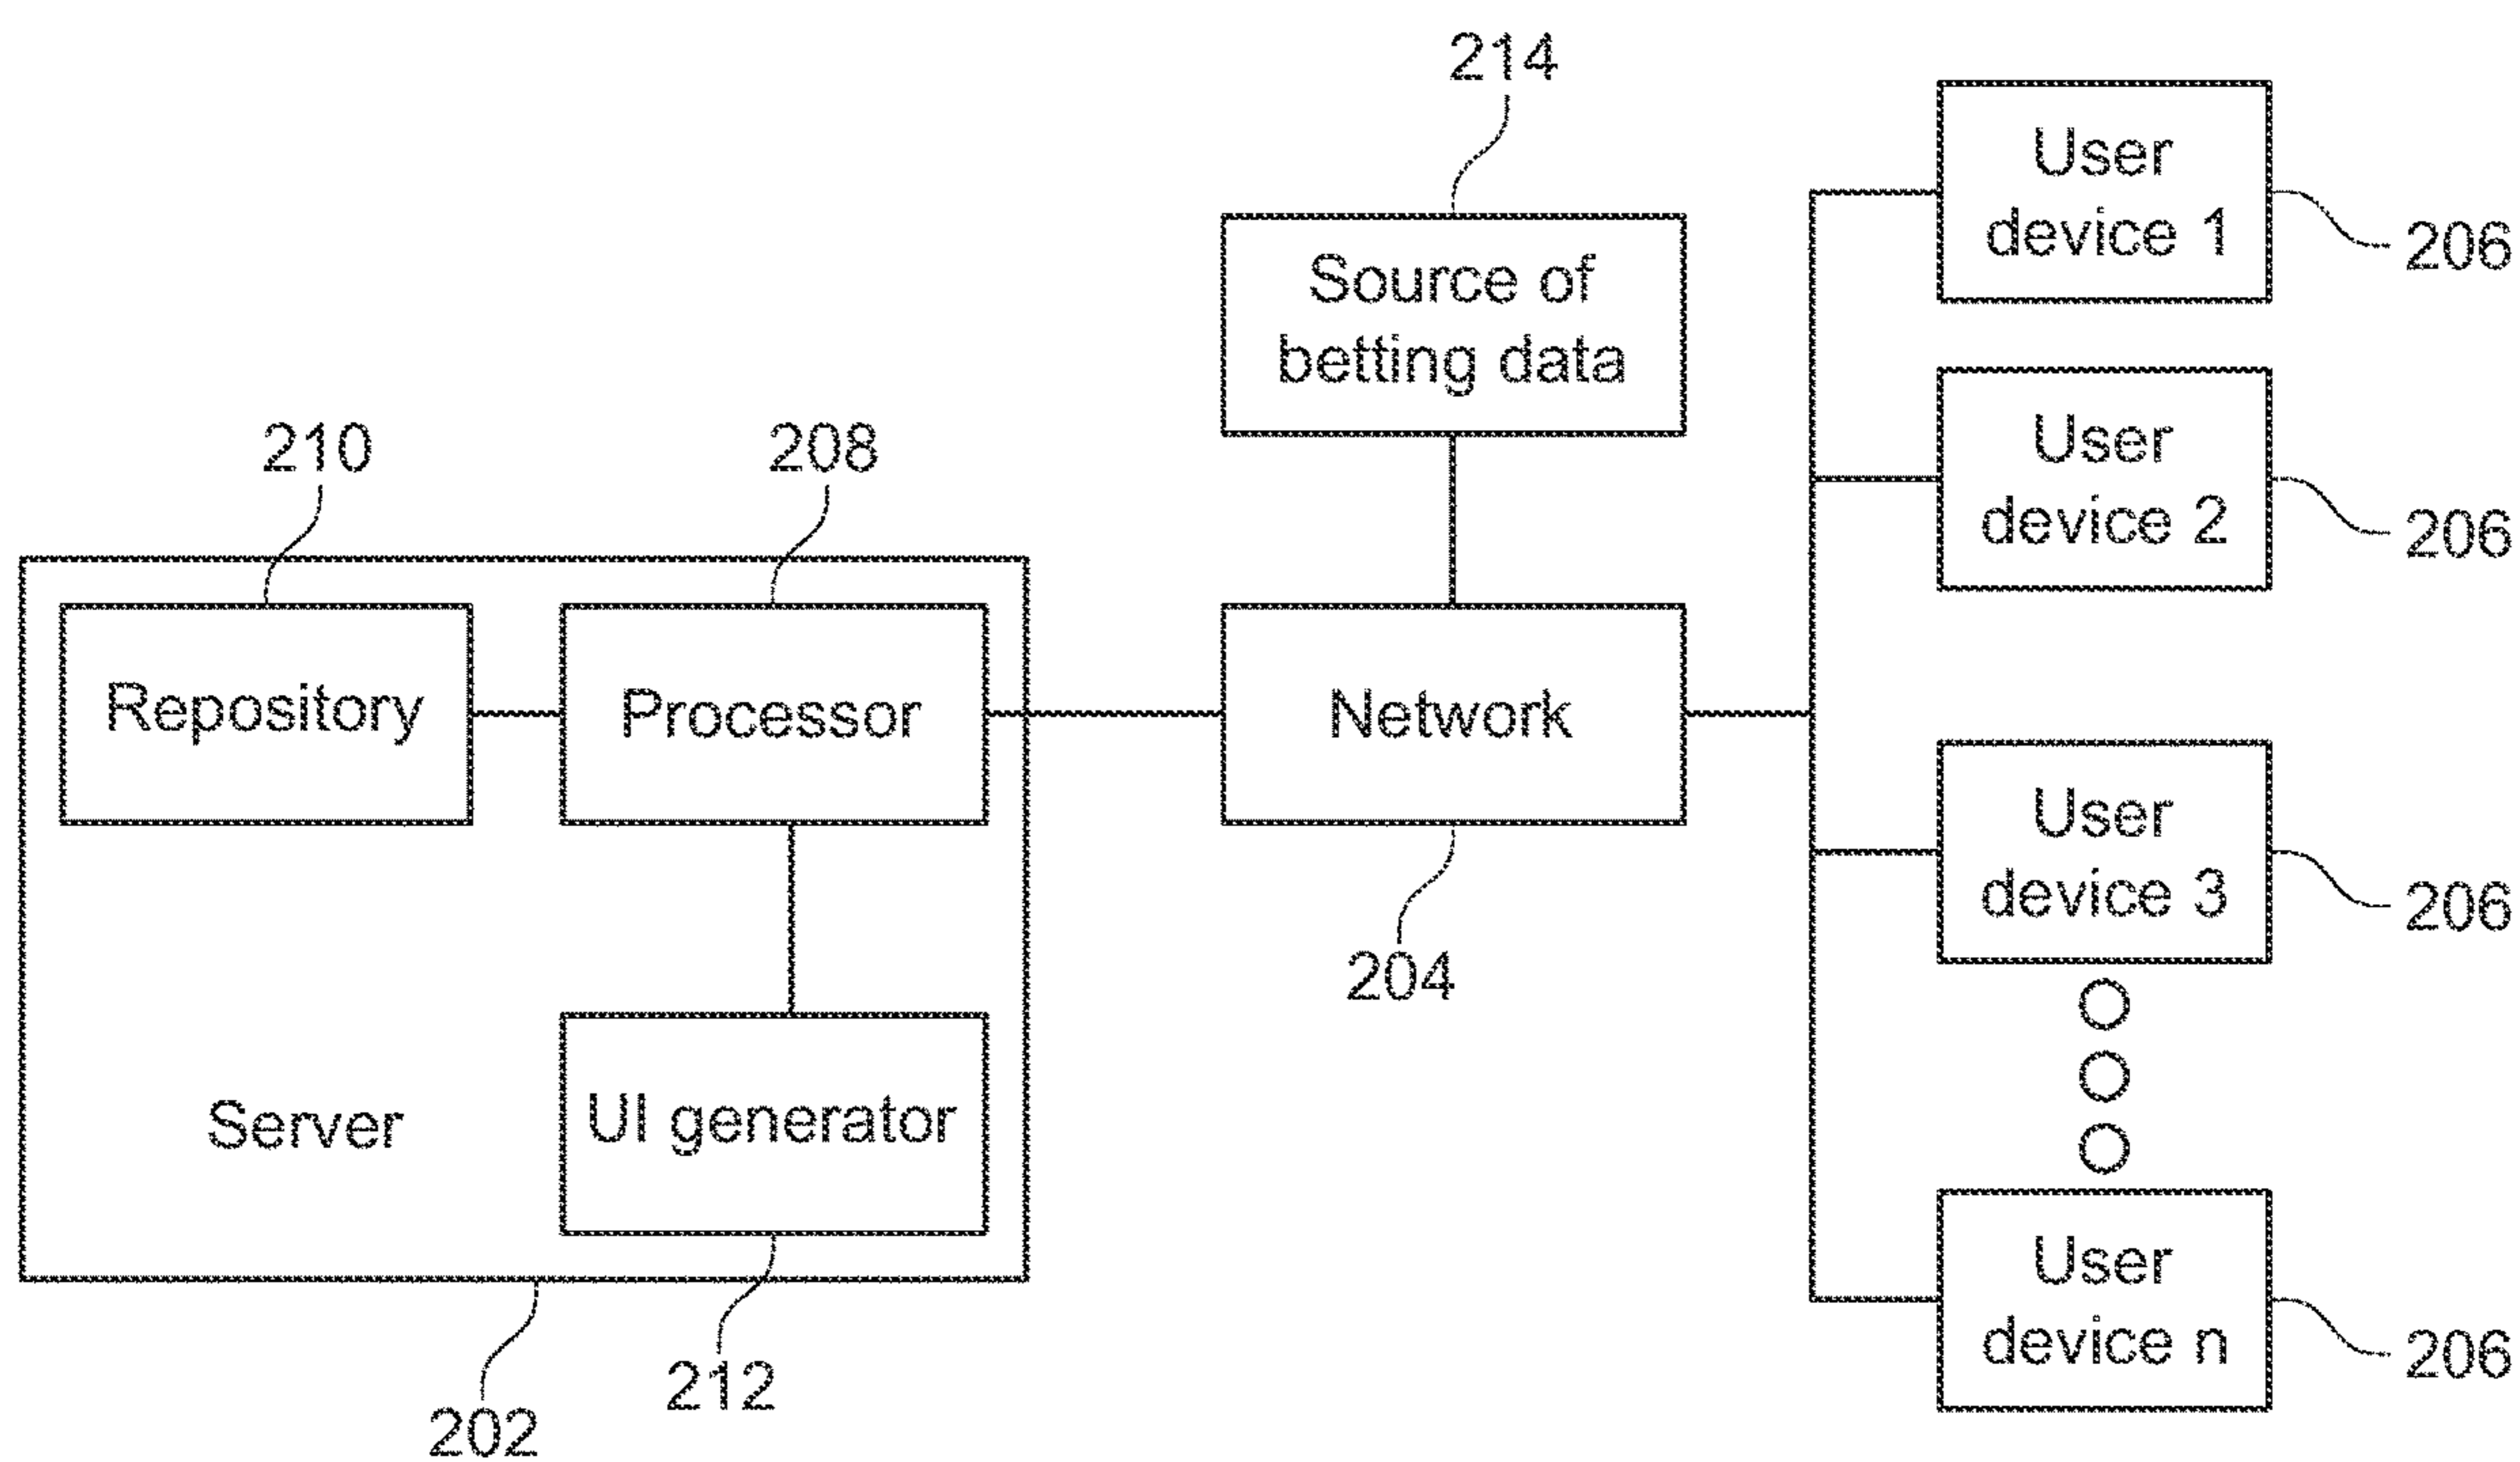 214
User
device 1
206
Source of
betting data
User
device 2
206
210
208
Repository
Processor
Network
User
device 3
206
204
Server
UI generator
User
device n
206
212
202